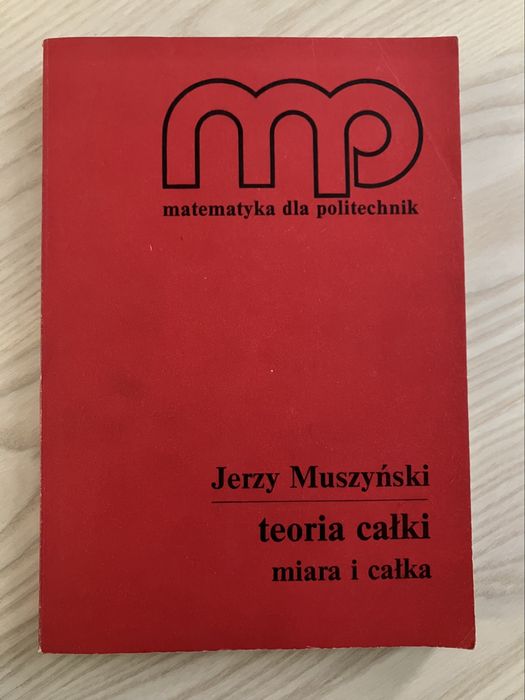 mp
matematyka dla politechnik
Jerzy Muszyński
teoria całki
miara i całka